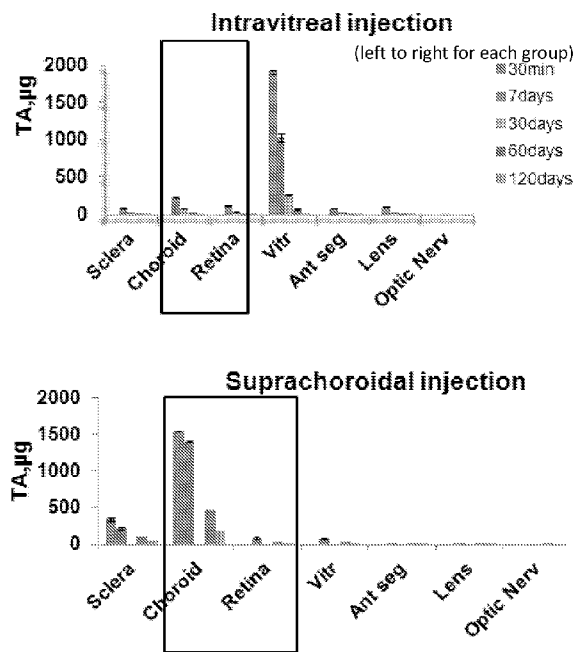 Intravitreal injection
(left to right for each group)
30min
7days
30days
60days
120days
TA,µg
2000
1500
1000
500
0
Sclera
Choroid
Retina
Vitr
Ant seg
Lens
Optic Nerv
Suprachoroidal injection
TA,µg
2000
1500
1000
500
0
Sclera
Choroid
Retina
Vitr
Ant seg
Lens
Optic Nerv